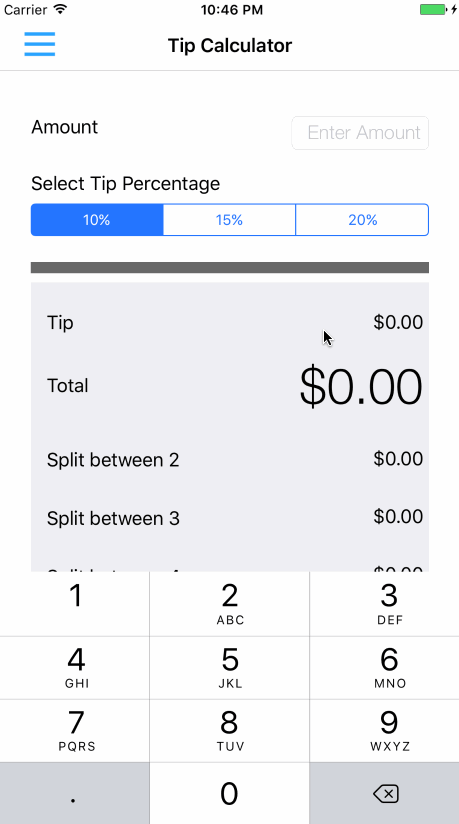 Carrier 10:46 PM
Tip Calculator
Amount Enter Amount
Select Tip Percentage
10% 15% 20%
Tip $0.00
Total $0.00
Split between 2 $0.00
Split between 3 $0.00
1 2 3
ABC DEF
4 5 6
GHI JKL MNO
7 8 9
PQRS TUV WXYZ
. 0